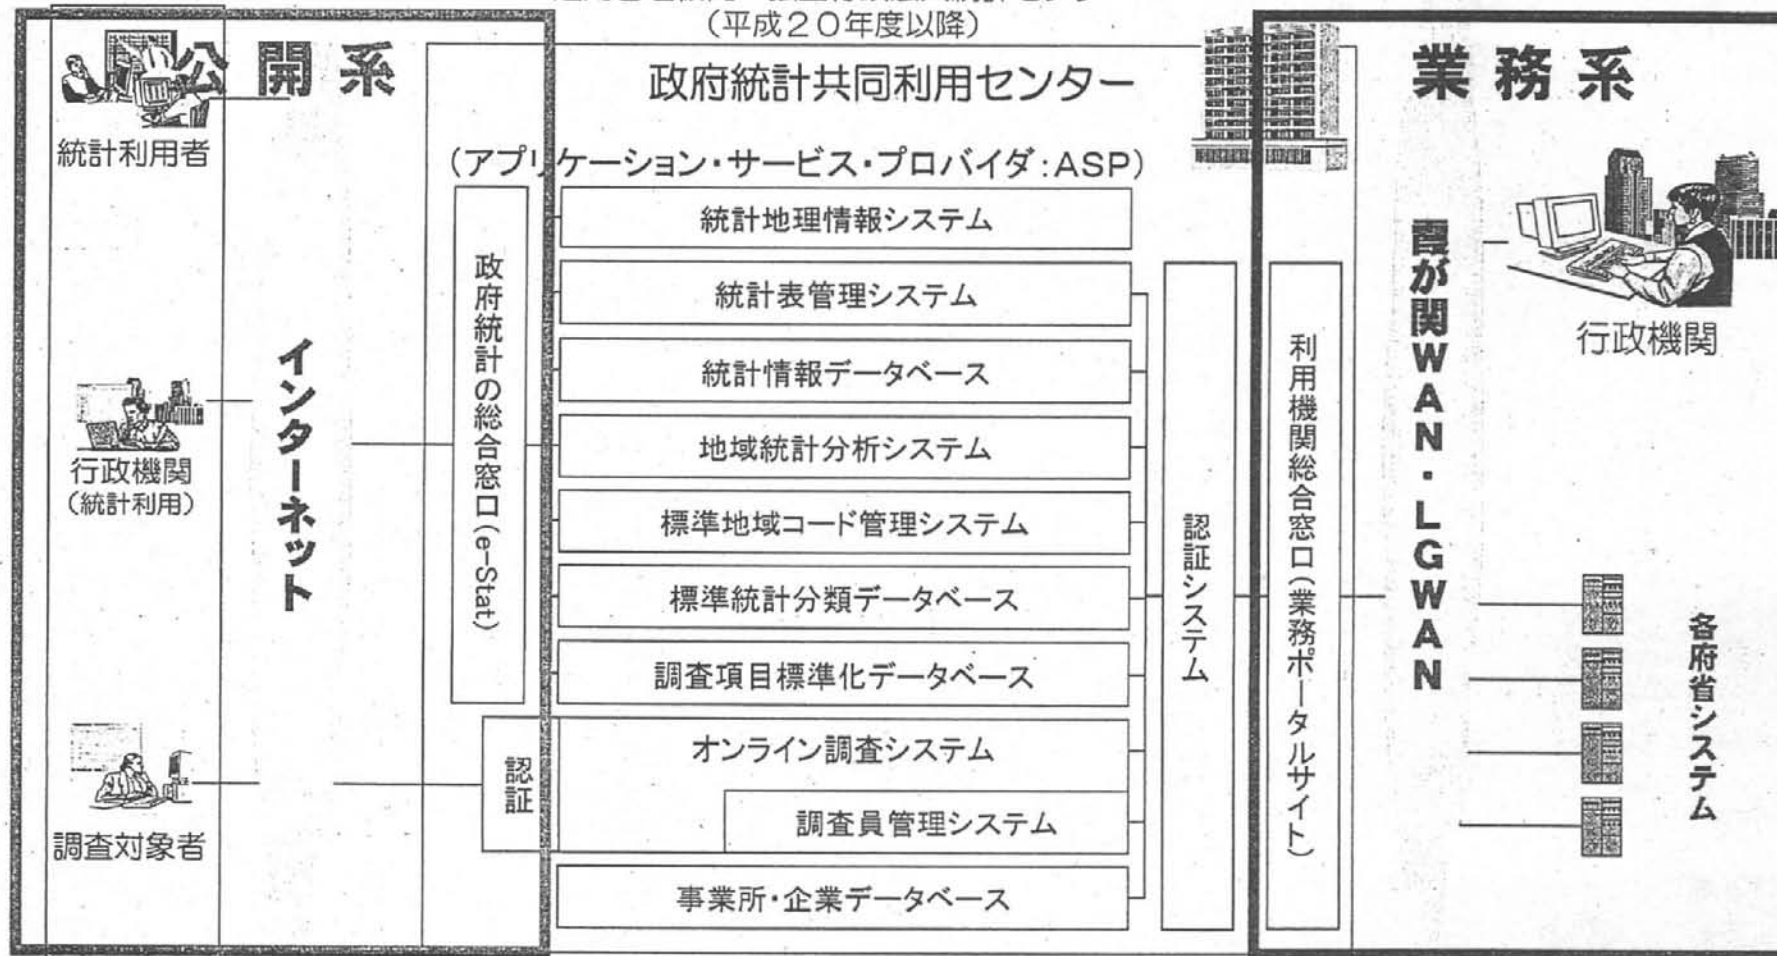 (平成20年度以降)
政府統計共同利用センター
(アプリケーション・サービス・プロバイダ:ASP)
公開系
統計利用者
行政機関
(統計利用)
調査対象者
インターネット
政府統計の総合窓口(e-Stat)
認証
統計地理情報システム
統計表管理システム
統計情報データベース
地域統計分析システム
標準地域コード管理システム
標準統計分類データベース
調査項目標準化データベース
オンライン調査システム
調査員管理システム
事業所・企業データベース
認証システム
利用機関総合窓口(業務ポータルサイト)
業務系
霞が関WAN・LGWAN
行政機関
各府省システム